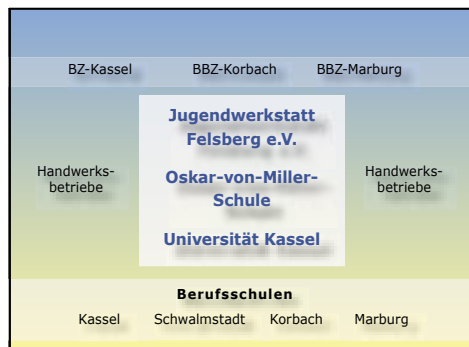 BZ-Kassel BBZ-Korbach BBZ-Marburg
Jugendwerkstatt
Felsberg e.V.
Handwerks-
betriebe
Oskar-von-Miller-
Schule
Handwerks-
betriebe
Universität Kassel
Berufsschulen
Kassel Schwalmstadt Korbach Marburg